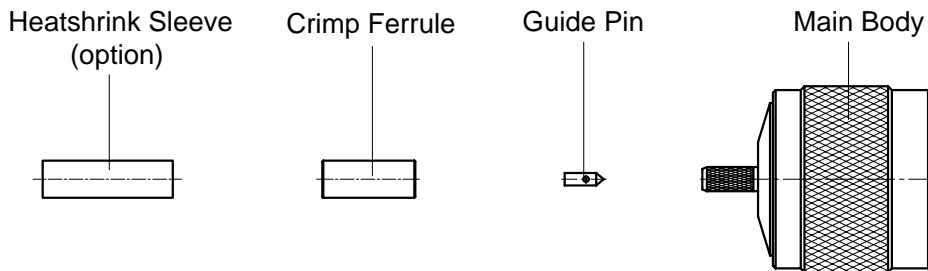 Heatshrink Sleeve
(option)
Crimp Ferrule
Guide Pin
Main Body